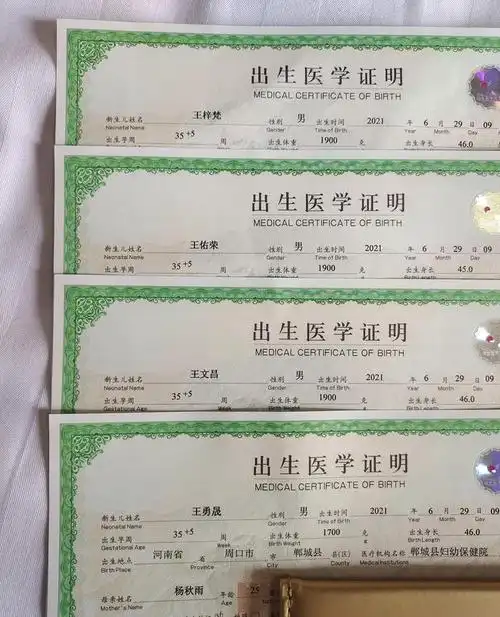 出生医学证明
MEDICAL CERTIFICATE OF BIRTH
新生儿姓名 王梓梵 性别 男 出生时间 2021 年 6 月 29 日 09
Neonatal Name Gender Time of Birth Year Month Day
出生孕周 35+5 周 出生体重 1900 克 出生身长 46.0
出生医学证明
MEDICAL CERTIFICATE OF BIRTH
新生儿姓名 王佑荣 性别 男 出生时间 2021 年 6 月 29 日 09
Neonatal Name Gender Time of Birth Year Month Day
出生孕周 35+5 周 出生体重 1900 克 出生身长 45.0
出生医学证明
MEDICAL CERTIFICATE OF BIRTH
新生儿姓名 王文昌 性别 男 出生时间 2021 年 6 月 29 日 09
Neonatal Name Gender Time of Birth Year Month Day
出生孕周 35+5 周 出生体重 1900 克 出生身长 46.0
Gestational Age Week Birth Weight g Birth Length
出生医学证明
MEDICAL CERTIFICATE OF BIRTH
新生儿姓名 王勇晟 性别 男 出生时间 2021 年 6 月 29 日 09
Neonatal Name Gender Time of Birth Year Month Day
出生孕周 35+5 周 出生体重 1700 克 出生身长 46.0
Gestational Age Week Birth Weight g Birth Length
出生地点 河南省 省 周口市 市 郸城县 县(区) 医疗机构名称 郸城县妇幼保健院
Birth Place Province City County Medical Institutions
母亲姓名 杨秋雨 年龄 25
Mother's Name Age